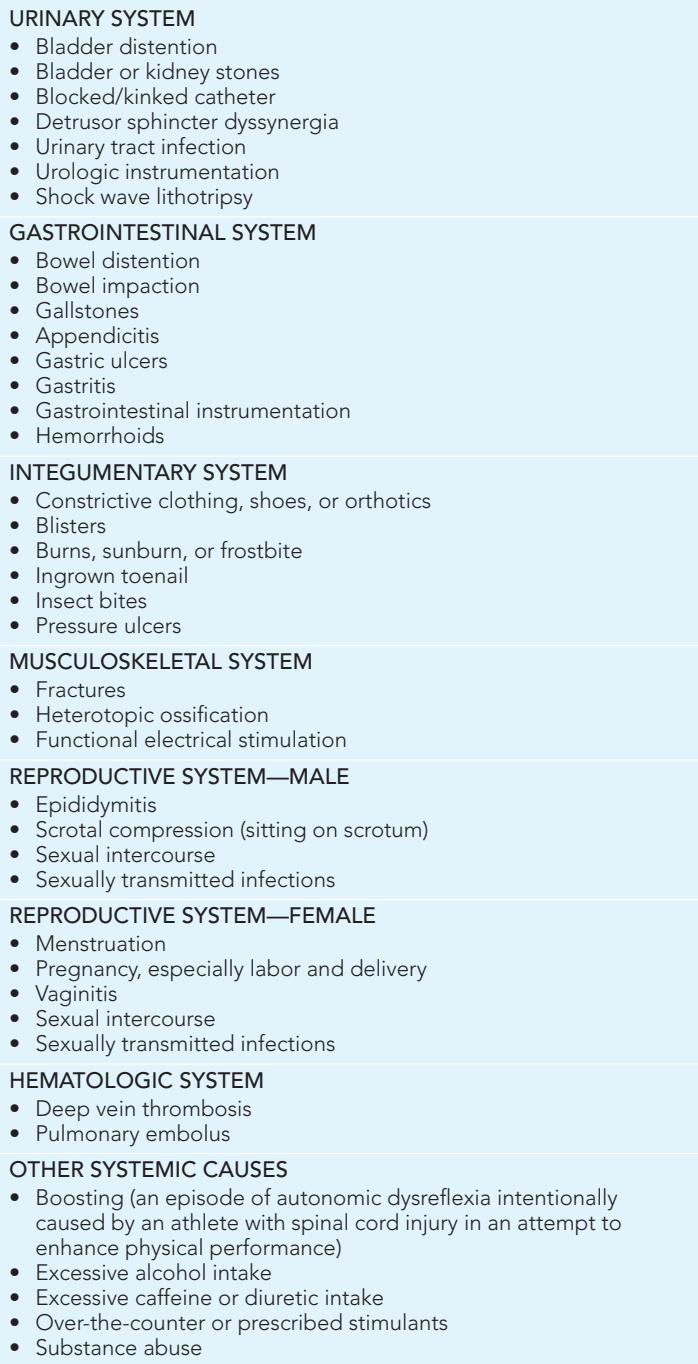 URINARY SYSTEM
• Bladder distention
• Bladder or kidney stones
• Blocked/kinked catheter
• Detrusor sphincter dyssynergia
• Urinary tract infection
• Urologic instrumentation
• Shock wave lithotripsy
GASTROINTESTINAL SYSTEM
• Bowel distention
• Bowel impaction
• Gallstones
• Appendicitis
• Gastric ulcers
• Gastritis
• Gastrointestinal instrumentation
• Hemorrhoids
INTEGUMENTARY SYSTEM
• Constrictive clothing, shoes, or orthotics
• Blisters
• Burns, sunburn, or frostbite
• Ingrown toenail
• Insect bites
• Pressure ulcers
MUSCULOSKELETAL SYSTEM
• Fractures
• Heterotopic ossification
• Functional electrical stimulation
REPRODUCTIVE SYSTEM—MALE
• Epididymitis
• Scrotal compression (sitting on scrotum)
• Sexual intercourse
• Sexually transmitted infections
REPRODUCTIVE SYSTEM—FEMALE
• Menstruation
• Pregnancy, especially labor and delivery
• Vaginitis
• Sexual intercourse
• Sexually transmitted infections
HEMATOLOGIC SYSTEM
• Deep vein thrombosis
• Pulmonary embolus
OTHER SYSTEMIC CAUSES
• Boosting (an episode of autonomic dysreflexia intentionally
caused by an athlete with spinal cord injury in an attempt to
enhance physical performance)
• Excessive alcohol intake
• Excessive caffeine or diuretic intake
• Over-the-counter or prescribed stimulants
• Substance abuse